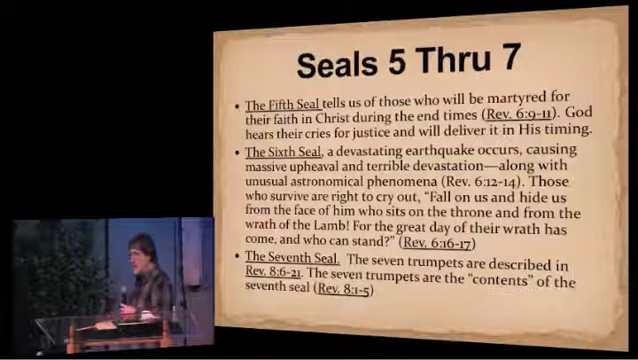 Seals 5 Thru 7
• The Fifth Seal tells us of those who will be martyred for
their faith in Christ during the end times (Rev. 6:9-11). God
hears their cries for justice and will deliver it in His timing.
• The Sixth Seal, a devastating earthquake occurs, causing
massive upheaval and terrible devastation—along with
unusual astronomical phenomena (Rev. 6:12-14). Those
who survive are right to cry out, “Fall on us and hide us
from the face of him who sits on the throne and from the
wrath of the Lamb! For the great day of their wrath has
come, and who can stand?” (Rev. 6:16-17)
• The Seventh Seal. The seven trumpets are described in
Rev. 8:6-21. The seven trumpets are the “contents” of the
seventh seal (Rev. 8:1-5)